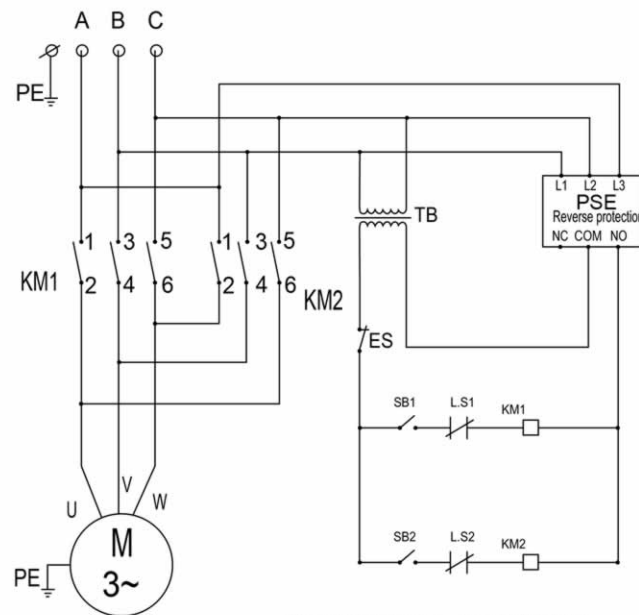 A B C
PE
L1 L2 L3
PSE
Reverse protection
NC COM NO
TB
1 3 5 1 3 5
KM1 2 4 6 2 4 6 KM2
ES
SB1 L.S1 KM1
U V W
M
3~
PE
SB2 L.S2 KM2